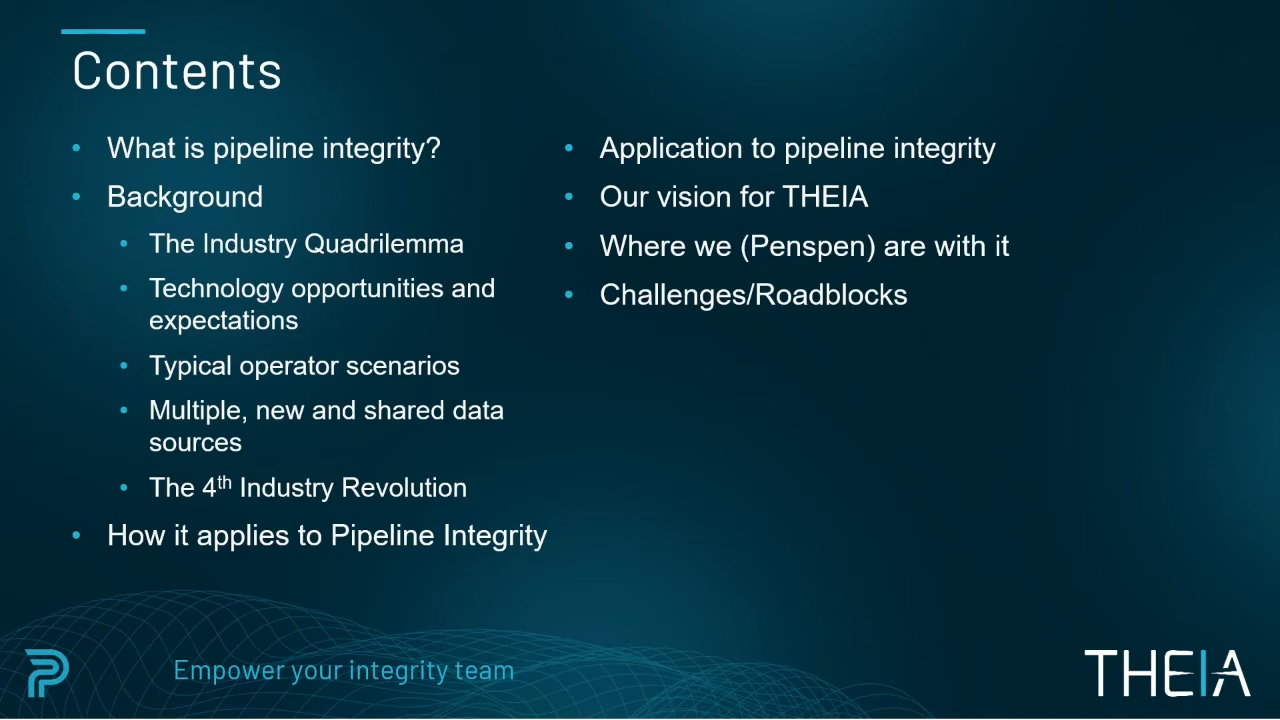 Contents
What is pipeline integrity?
Background
The Industry Quadrilemma
Technology opportunities and
expectations
Typical operator scenarios
Multiple, new and shared data
sources
The 4th Industry Revolution
How it applies to Pipeline Integrity
Application to pipeline integrity
Our vision for THEIA
Where we (Penspen) are with it
Challenges/Roadblocks
Empower your integrity team
THEIA